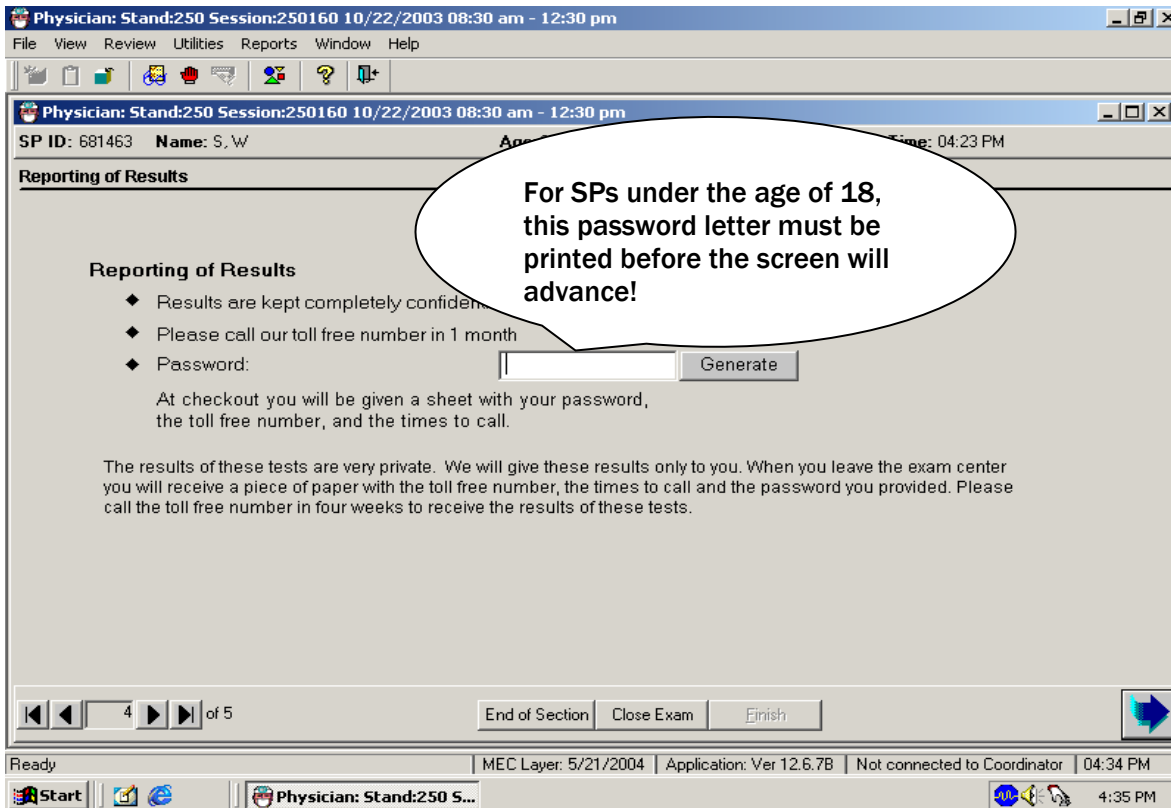 Physician: Stand:250 Session:250160 10/22/2003 08:30 am - 12:30 pm
File View Review Utilities Reports Window Help
Physician: Stand:250 Session:250160 10/22/2003 08:30 am - 12:30 pm
SP ID: 681463 Name: S, W Time: 04:23 PM
Reporting of Results
For SPs under the age of 18,
this password letter must be
printed before the screen will
advance!
Reporting of Results
Results are kept completely
Please call our toll free number in 1 month
Password: Generate
At checkout you will be given a sheet with your password,
the toll free number, and the times to call.
The results of these tests are very private. We will give these results only to you. When you leave the exam center
you will receive a piece of paper with the toll free number, the times to call and the password you provided. Please
call the toll free number in four weeks to receive the results of these tests.
4 of 5 End of Section Close Exam Finish
Ready MEC Layer: 5/21/2004 Application: Ver 12.6.7B Not connected to Coordinator 04:34 PM
Start Physician: Stand:250 S... 4:35 PM